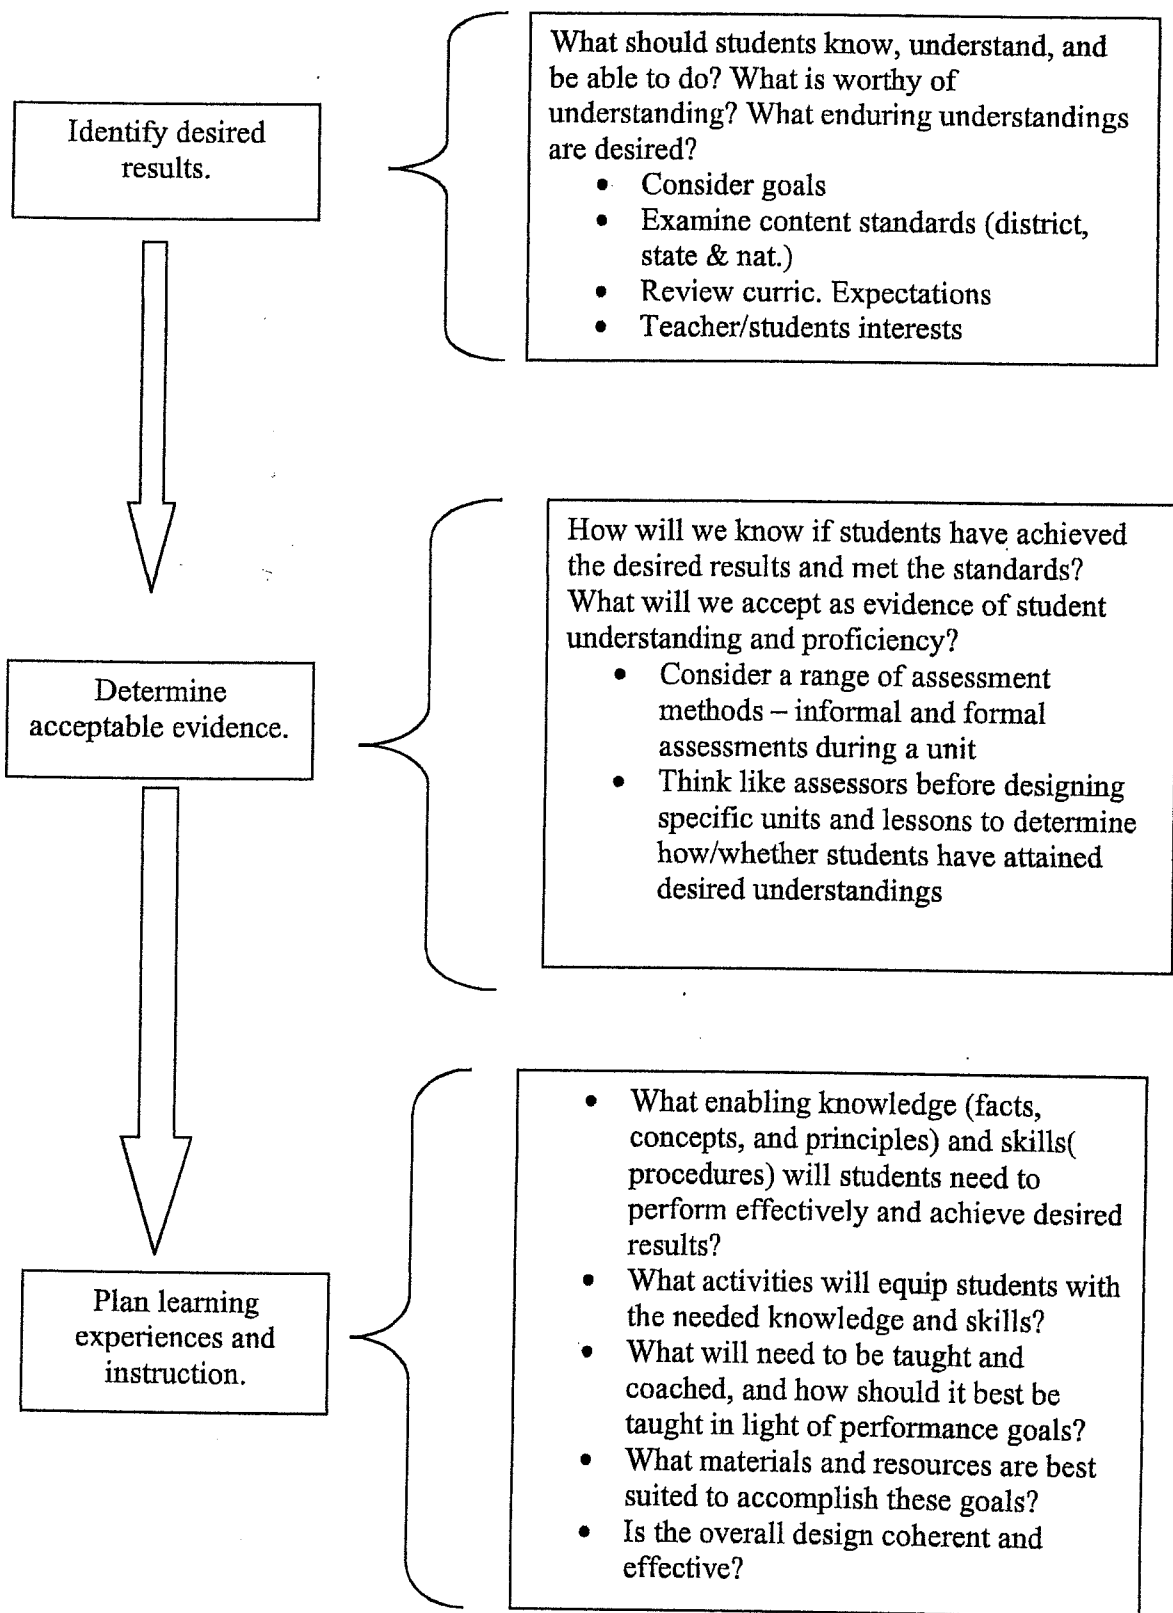 Identify desired
results.
What should students know, understand, and
be able to do? What is worthy of
understanding? What enduring understandings
are desired?
• Consider goals
• Examine content standards (district,
state & nat.)
• Review curric. Expectations
• Teacher/students interests
Determine
acceptable evidence.
How will we know if students have achieved
the desired results and met the standards?
What will we accept as evidence of student
understanding and proficiency?
• Consider a range of assessment
methods – informal and formal
assessments during a unit
• Think like assessors before designing
specific units and lessons to determine
how/whether students have attained
desired understandings
Plan learning
experiences and
instruction.
• What enabling knowledge (facts,
concepts, and principles) and skills(
procedures) will students need to
perform effectively and achieve desired
results?
• What activities will equip students with
the needed knowledge and skills?
• What will need to be taught and
coached, and how should it best be
taught in light of performance goals?
• What materials and resources are best
suited to accomplish these goals?
• Is the overall design coherent and
effective?